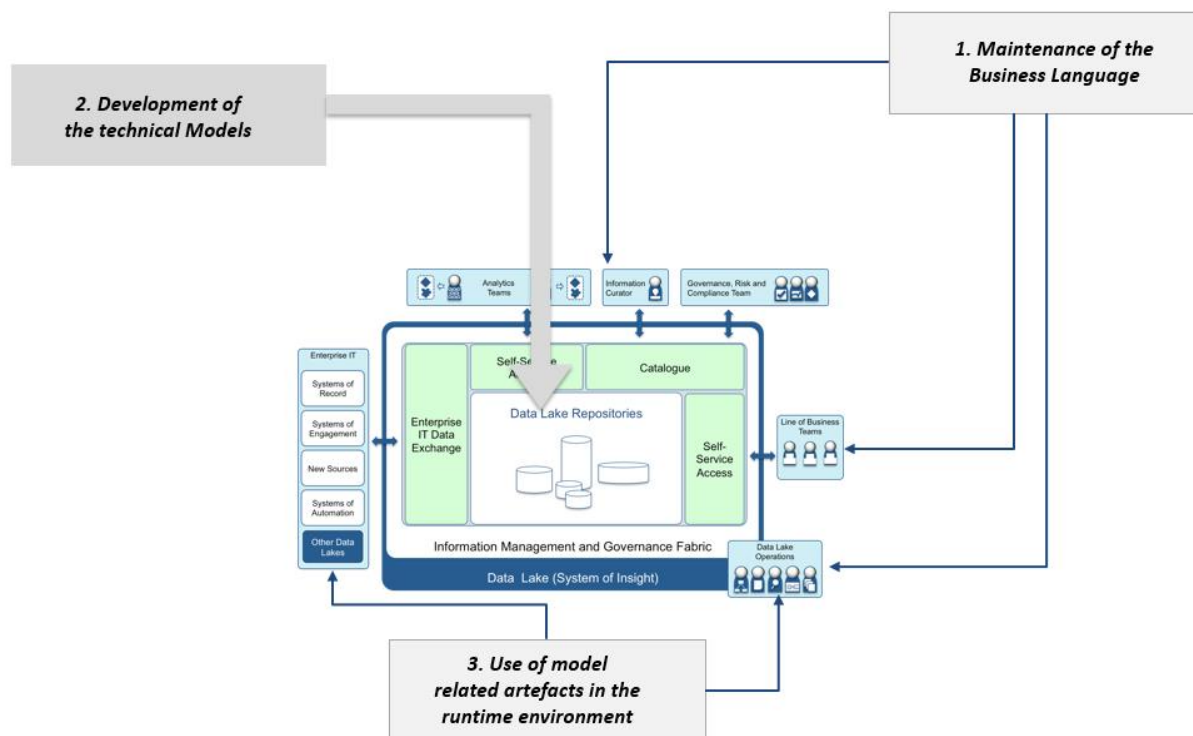 1. Maintenance of the
Business Language
2. Development of
the technical Models
Analytics
Teams
Information
Curator
Governance, Risk and
Compliance Team
Enterprise IT
Systems of
Record
Systems of
Engagement
New Sources
Systems of
Automation
Other Data
Lakes
Enterprise
IT Data
Exchange
Self-Service
Catalogue
Data Lake Repositories
Self-
Service
Access
Line of Business
Teams
Information Management and Governance Fabric
Data Lake (System of Insight)
Data Lake
Operations
3. Use of model
related artefacts in the
runtime environment